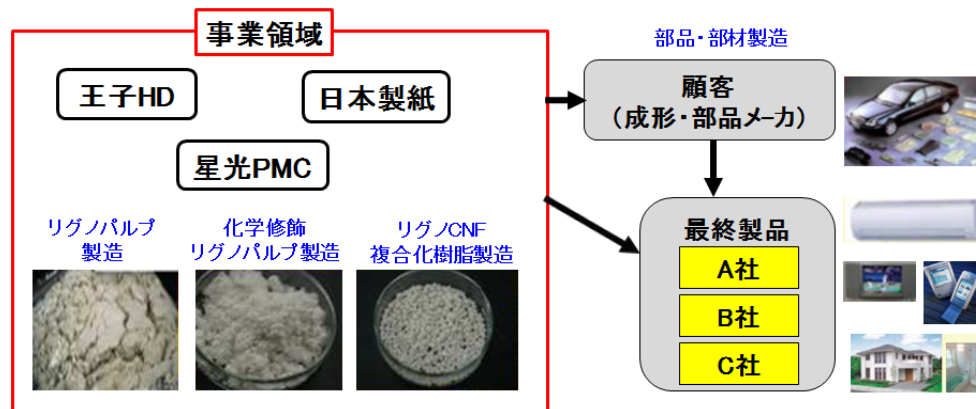 事業領域
王子HD
日本製紙
星光PMC
リグノパルプ
製造
化学修飾
リグノパルプ製造
リグノCNF
複合化樹脂製造
部品・部材製造
顧客
(成形・部品メーカ)
最終製品
A社
B社
C社